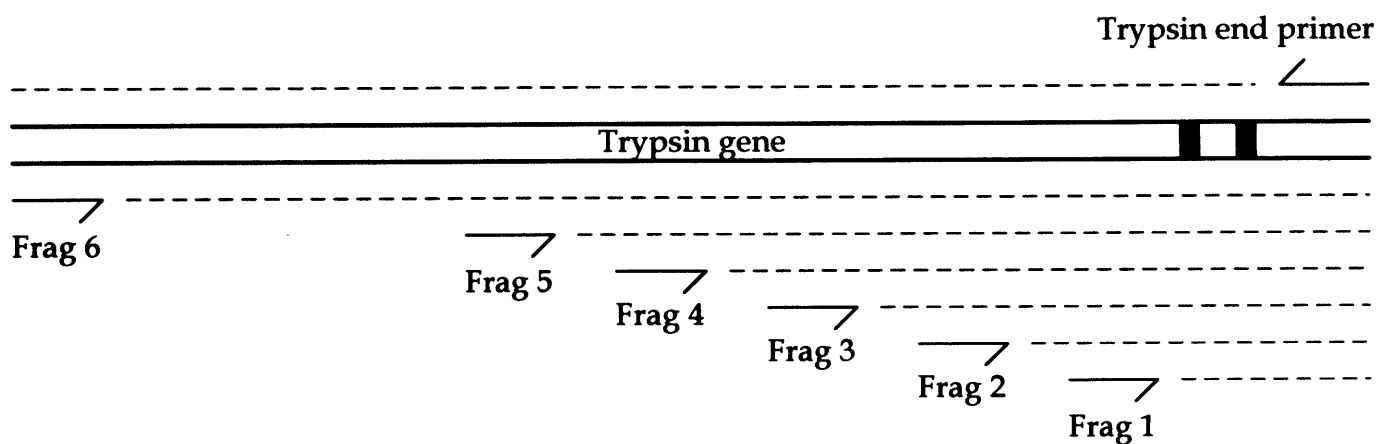 Trypsin end primer
Trypsin gene
Frag 6
Frag 5
Frag 4
Frag 3
Frag 2
Frag 1